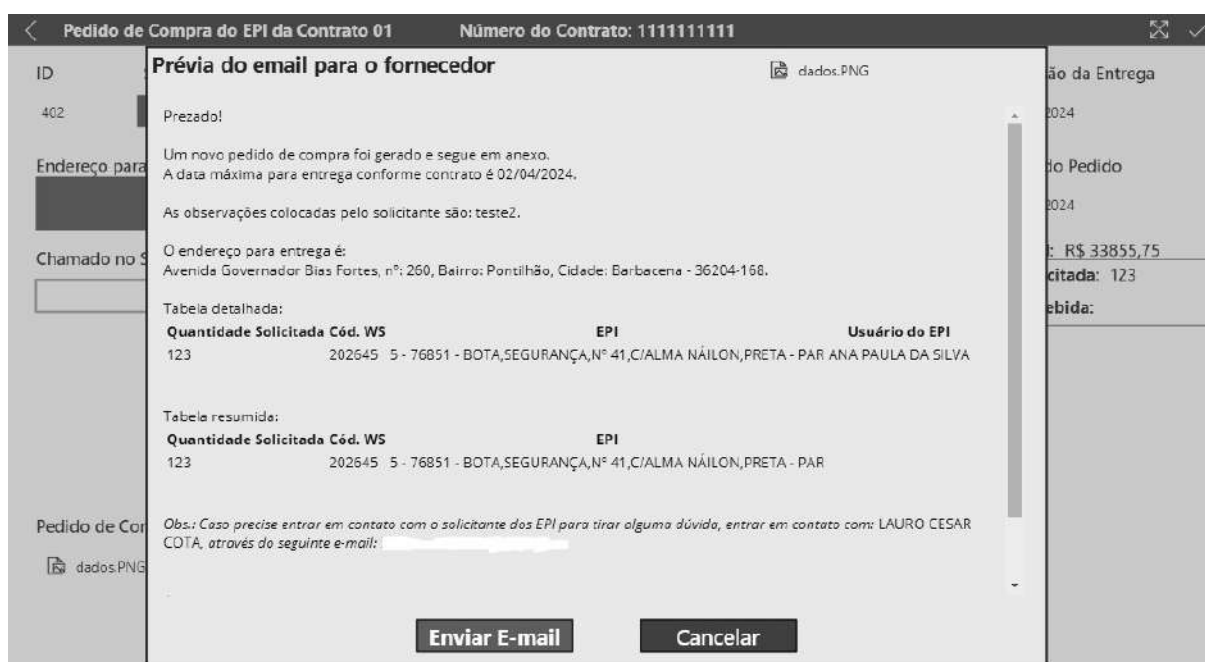 Pedido de Compra do EPI da Contrato 01 Número do Contrato: 1111111111
ID
402
Endereço para
Chamado no S
Pedido de Cor
dados.PNG
Prévia do email para o fornecedor
dados.PNG
Prezado!
Um novo pedido de compra foi gerado e segue em anexo.
A data máxima para entrega conforme contrato é 02/04/2024.
As observações colocadas pelo solicitante são: teste2.
O endereço para entrega é:
Avenida Governador Bias Fortes, nº: 260, Bairro: Pontilhão, Cidade: Barbacena - 36204-168.
Tabela detalhada:
Quantidade Solicitada Cód. WS EPI Usuário do EPI
123 202645 5 - 76851 - BOTA,SEGURANÇA,Nº 41,C/ALMA NÁILON,PRETA - PAR ANA PAULA DA SILVA
Tabela resumida:
Quantidade Solicitada Cód. WS EPI
123 202645 5 - 76851 - BOTA,SEGURANÇA,Nº 41,C/ALMA NÁILON,PRETA - PAR
Obs.: Caso precise entrar em contato com o solicitante dos EPI para tirar alguma dúvida, entrar em contato com: LAURO CESAR
COTA, através do seguinte e-mail:
Enviar E-mail Cancelar
ão da Entrega
2024
do Pedido
2024
l: R$ 33855,75
citada: 123
ebida: